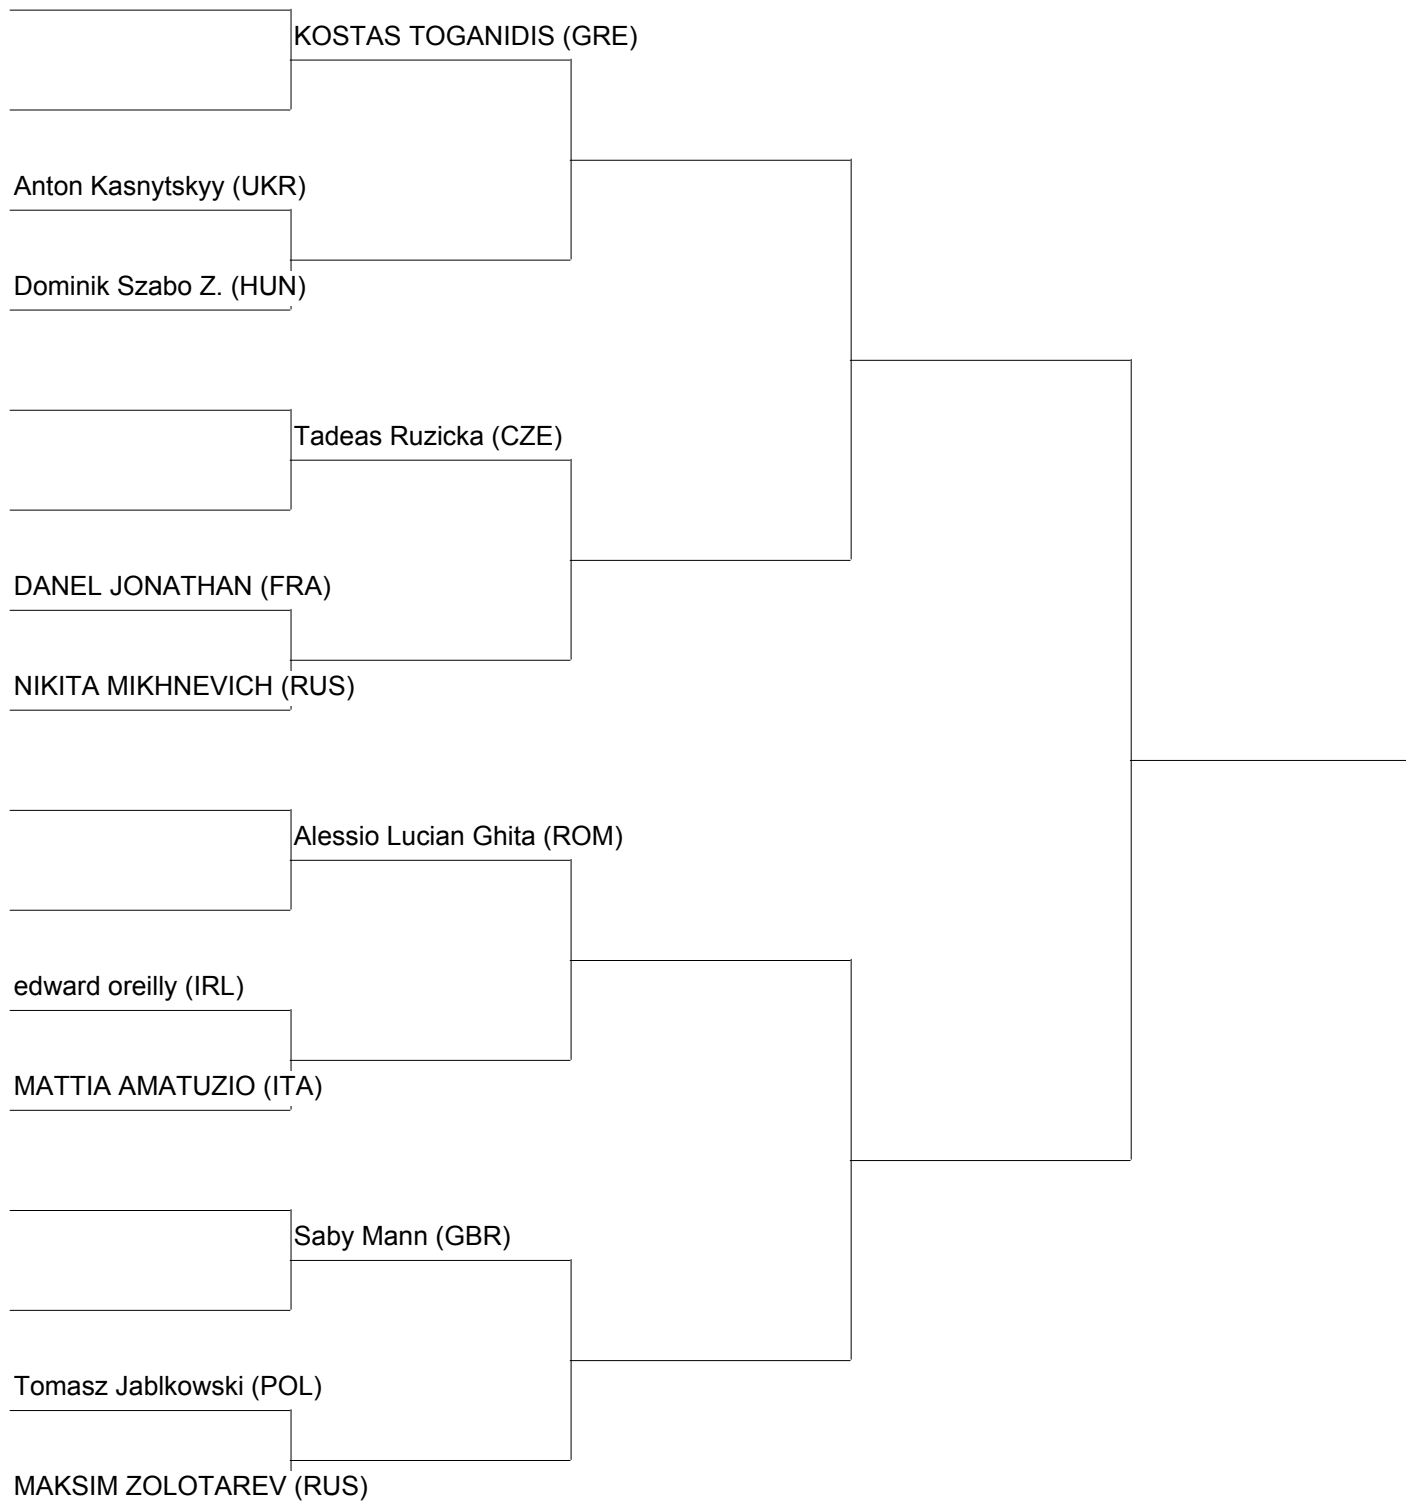 KOSTAS TOGANIDIS (GRE)
Anton Kasnytskyy (UKR)
Dominik Szabo Z. (HUN)
Tadeas Ruzicka (CZE)
DANEL JONATHAN (FRA)
NIKITA MIKHNEVICH (RUS)
Alessio Lucian Ghita (ROM)
edward oreilly (IRL)
MATTIA AMATUZIO (ITA)
Saby Mann (GBR)
Tomasz Jablkowski (POL)
MAKSIM ZOLOTAREV (RUS)